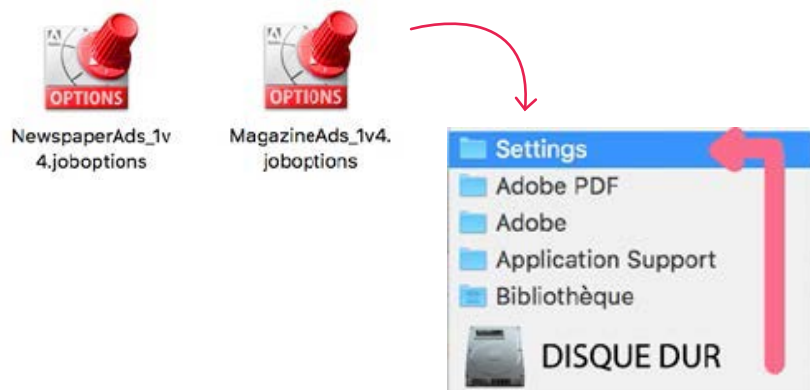 OPTIONS
OPTIONS
NewspaperAds_1v
4.joboptions
MagazineAds_1v4.
joboptions
Settings
Adobe PDF
Adobe
Application Support
Bibliothèque
DISQUE DUR